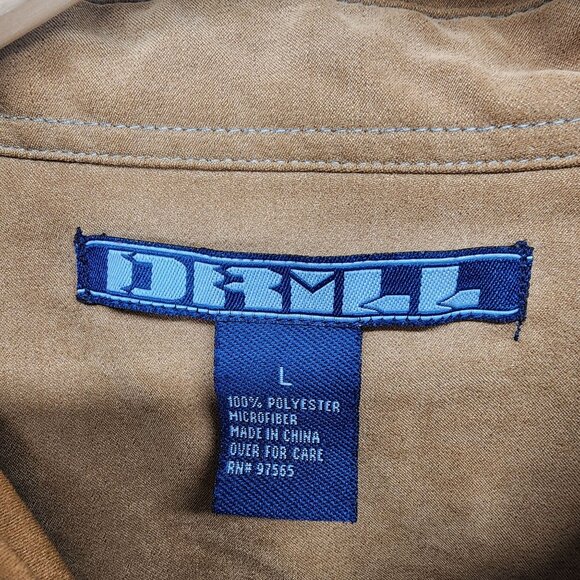 DRILL
L
100% POLYESTER
MICROFIBER
MADE IN CHINA
OVER FOR CARE
RN# 97565